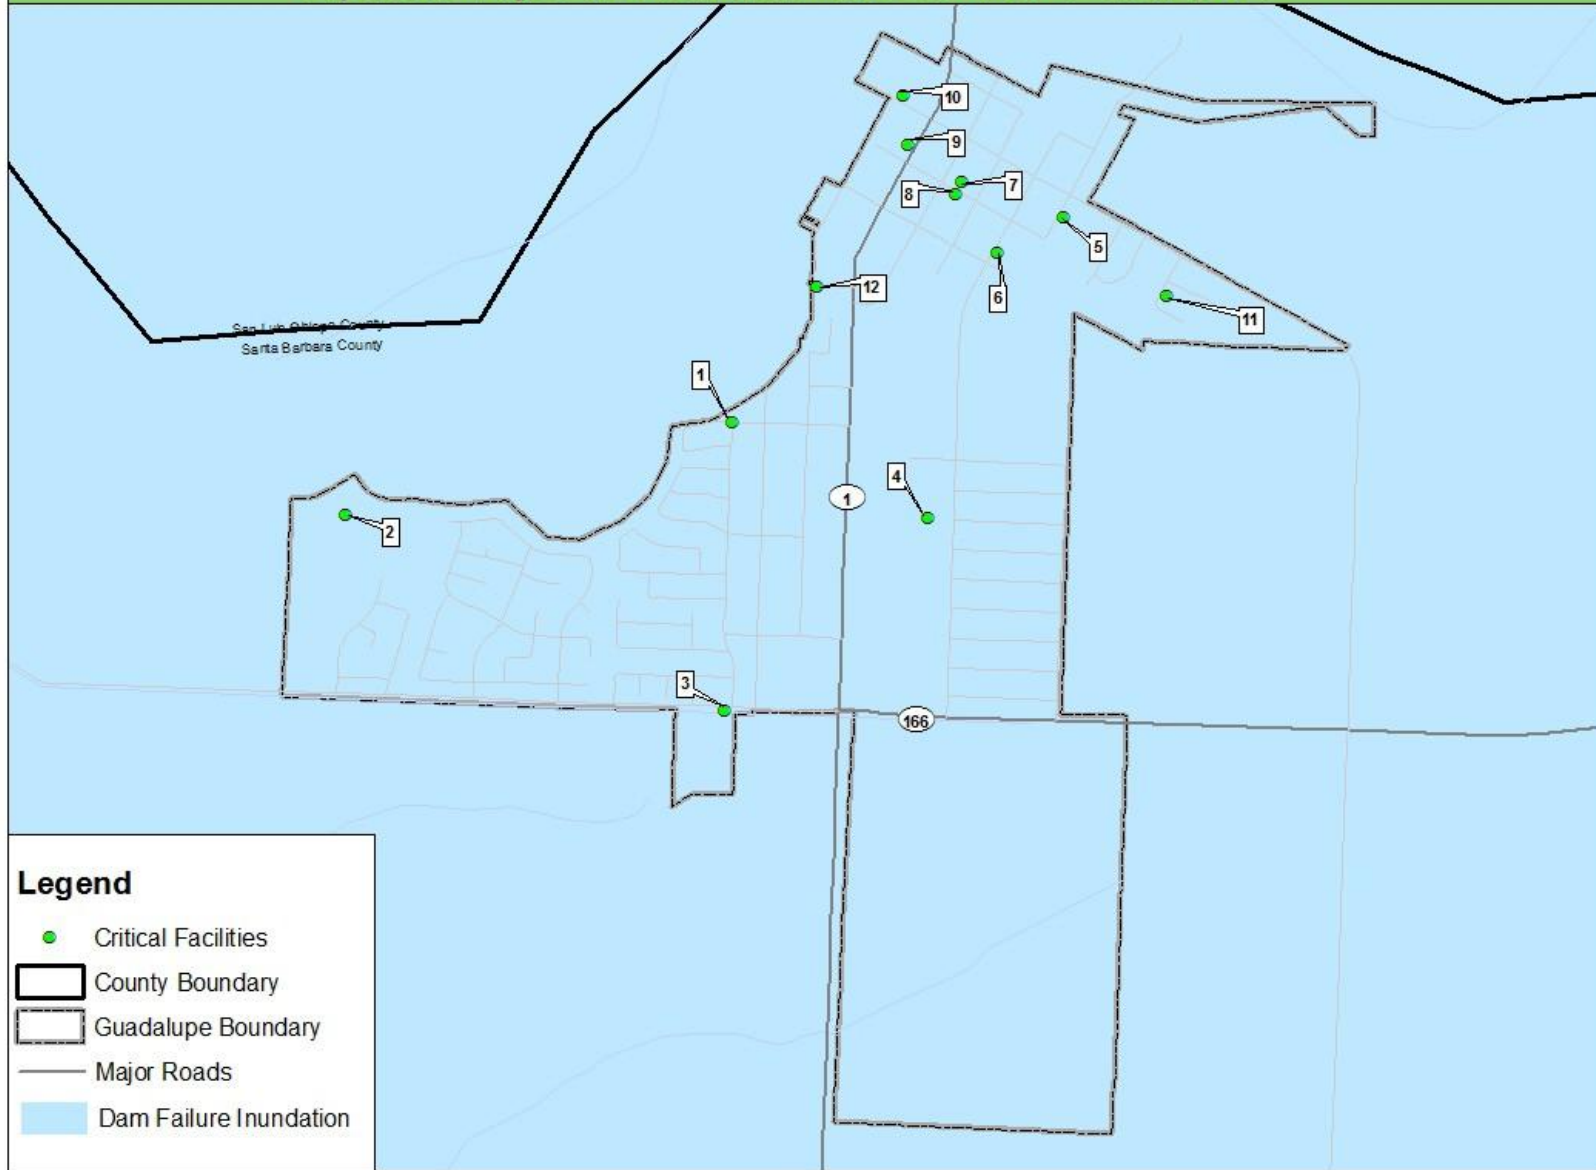 10
9
7
8
5
6
12
11
San Luis Obispo County
Santa Barbara County
1
4
1
2
3
166
Legend
Critical Facilities
County Boundary
Guadalupe Boundary
Major Roads
Dam Failure Inundation